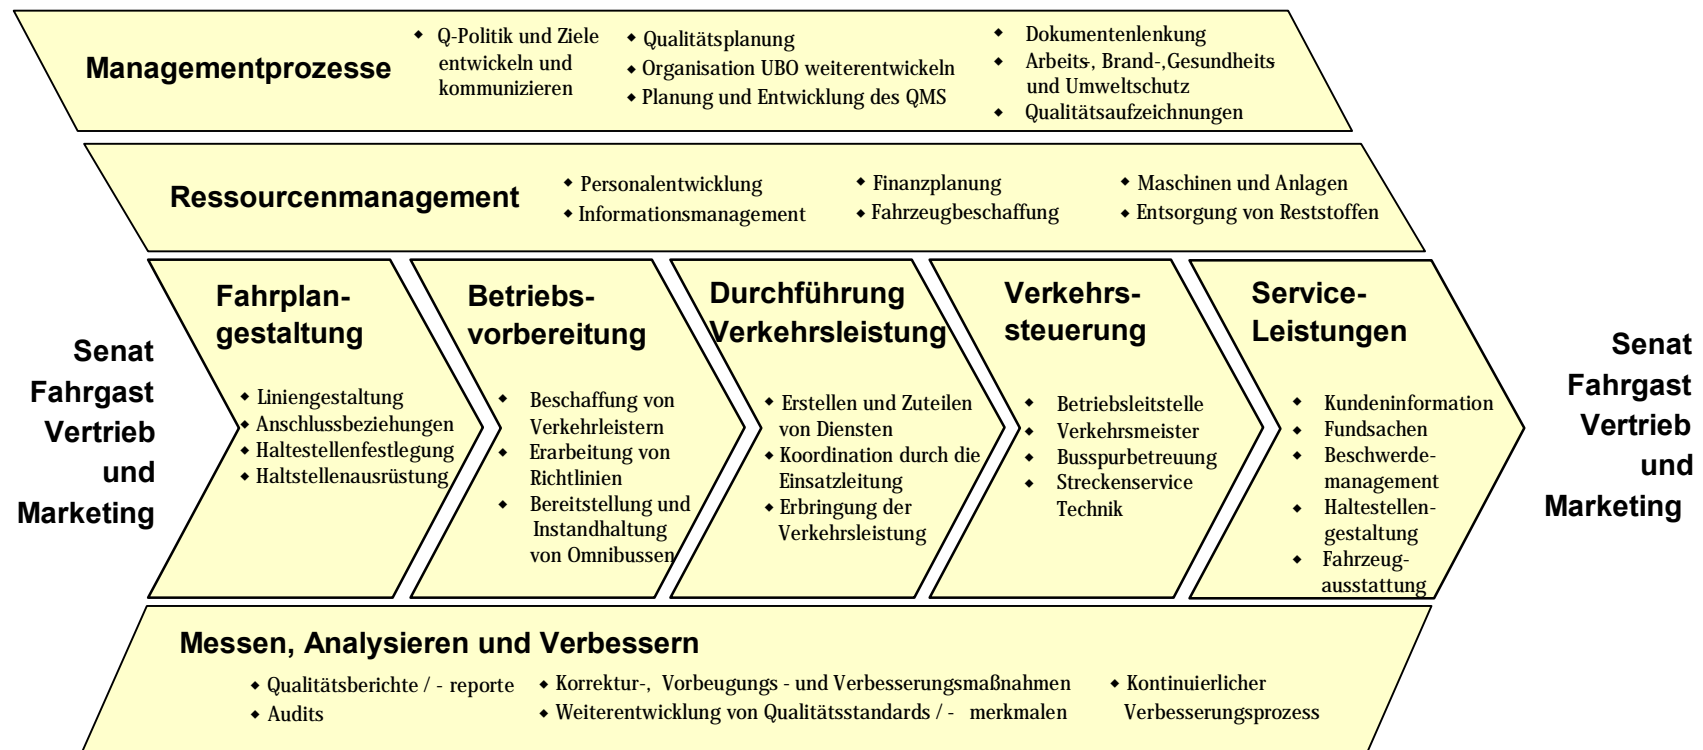 Managementprozesse
Q-Politik und Ziele
entwickeln und
kommunizieren
Qualitätsplanung
Organisation UBO weiterentwickeln
Planung und Entwicklung des QMS
Dokumentenlenkung
Arbeits-, Brand-,Gesundheits-
und Umweltschutz
Qualitätsaufzeichnungen
Ressourcenmanagement
Personalentwicklung
Informationsmanagement
Finanzplanung
Fahrzeugbeschaffung
Maschinen und Anlagen
Entsorgung von Reststoffen
Senat
Fahrgast
Vertrieb
und
Marketing
Fahrplan-
gestaltung
Liniengestaltung
Anschlussbeziehungen
Haltestellenfestlegung
Haltstellenausrüstung
Betriebs-
vorbereitung
Beschaffung von
Verkehrleistern
Erarbeitung von
Richtlinien
Bereitstellung und
Instandhaltung
von Omnibussen
Durchführung
Verkehrsleistung
Erstellen und Zuteilen
von Diensten
Koordination durch die
Einsatzleitung
Erbringung der
Verkehrsleistung
Verkehrs-
steuerung
Betriebsleitstelle
Verkehrsmeister
Busspurbetreuung
Streckenservice
Technik
Service-
Leistungen
Kundeninformation
Fundsachen
Beschwerde-
management
Haltestellen-
gestaltung
Fahrzeug-
ausstattung
Senat
Fahrgast
Vertrieb
und
Marketing
Messen, Analysieren und Verbessern
Qualitätsberichte / - reporte
Audits
Korrektur-, Vorbeugungs - und Verbesserungsmaßnahmen
Weiterentwicklung von Qualitätsstandards / - merkmalen
Kontinuierlicher
Verbesserungsprozess